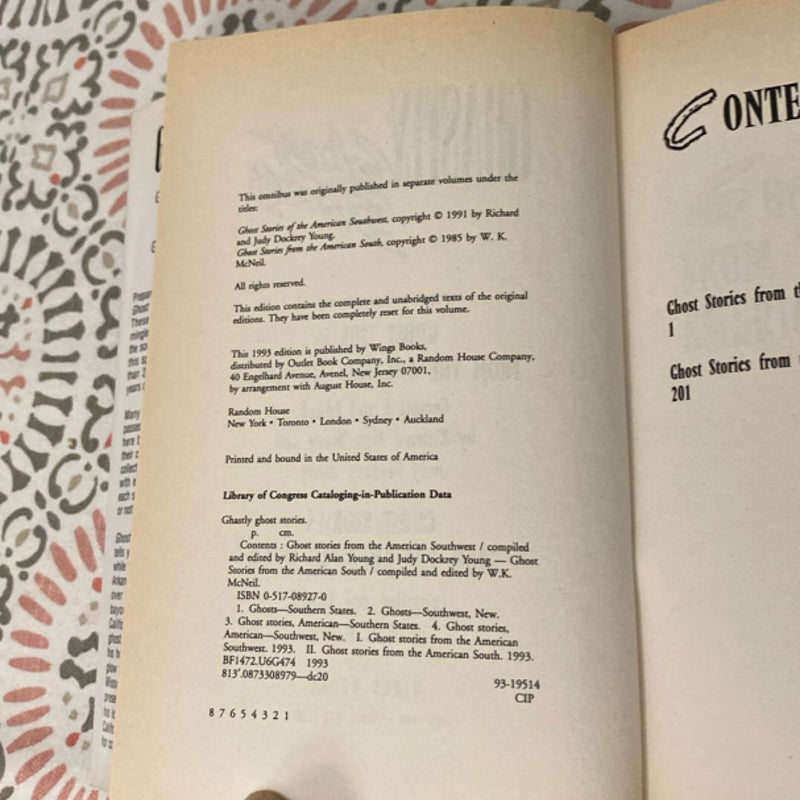 This omnibus was originally published in separate volumes under the
titles:
Ghost Stories of the American Southwest, copyright © 1991 by Richard
and Judy Dockrey Young.
Ghost Stories from the American South, copyright © 1985 by W. K.
McNeil.
All rights reserved.
This edition contains the complete and unabridged texts of the original
editions. They have been completely reset for this volume.
This 1993 edition is published by Wings Books,
distributed by Outlet Book Company, Inc., a Random House Company,
40 Engelhard Avenue, Avenel, New Jersey 07001,
by arrangement with August House, Inc.
Random House
New York • Toronto • London • Sydney • Auckland
Printed and bound in the United States of America
Library of Congress Cataloging-in-Publication Data
Ghastly ghost stories.
p. cm.
Contents : Ghost stories from the American Southwest / compiled
and edited by Richard Alan Young and Judy Dockrey Young — Ghost
Stories from the American South / compiled and edited by W.K.
McNeil.
ISBN 0-517-08927-0
1. Ghosts—Southern States. 2. Ghosts—Southwest, New.
3. Ghost stories, American—Southern States. 4. Ghost stories,
American—Southwest, New. I. Ghost stories from the American
Southwest. 1993. II. Ghost stories from the American South. 1993.
BF1472.U6G474 1993
813'.0873308979—dc20
93-19514
CIP
8 7 6 5 4 3 2 1
CONTE
Ghost Stories from th
1
Ghost Stories from
201